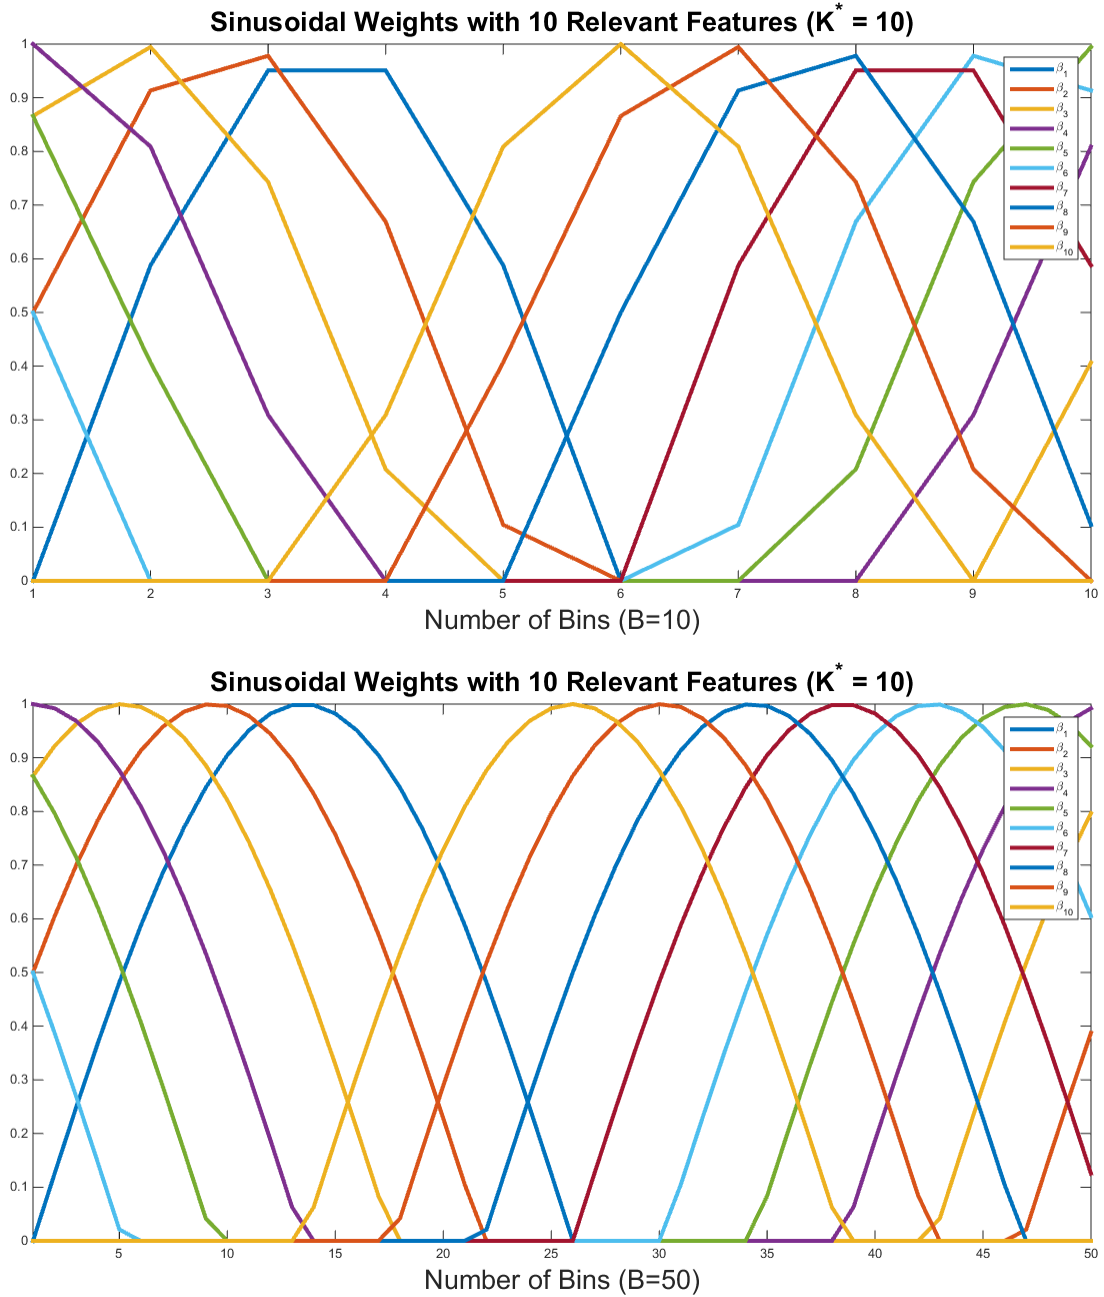 Sinusoidal Weights with 10 Relevant Features (K* = 10)
1
0.9
0.8
0.7
0.6
0.5
0.4
0.3
0.2
0.1
0
β1
β2
β3
β4
β5
β6
β7
β8
β9
β10
1 2 3 4 5 6 7 8 9 10
Number of Bins (B=10)
Sinusoidal Weights with 10 Relevant Features (K* = 10)
1
0.9
0.8
0.7
0.6
0.5
0.4
0.3
0.2
0.1
0
β1
β2
β3
β4
β5
β6
β7
β8
β9
β10
5 10 15 20 25 30 35 40 45 50
Number of Bins (B=50)